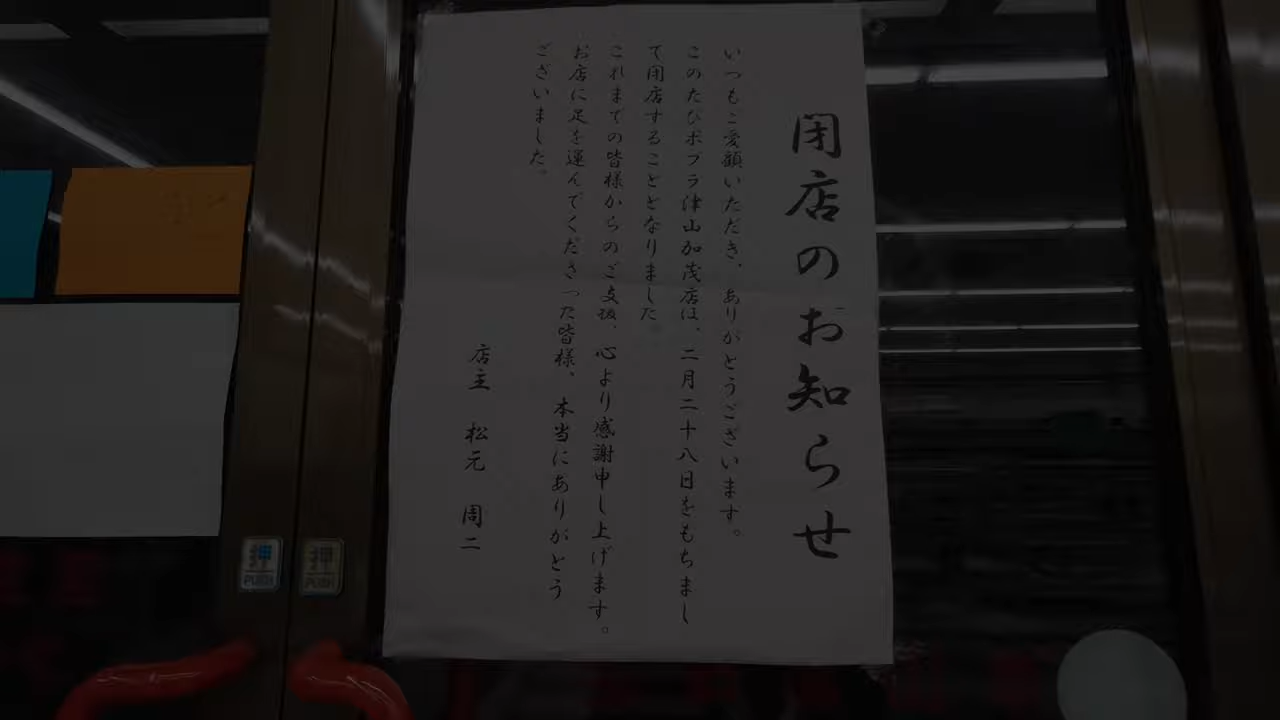 閉店のお知らせ
いつもご愛顧いただき、ありがとうございます。
このたびポプラ津山加茂店は、二月二十八日をもちまし
て閉店することとなりました。
これまでの皆様からのご支援、心より感謝申し上げます。
お店に足を運んでくださった皆様、本当にありがとう
ございました。
店主 松元 周二
押
PUSH
押
PUSH